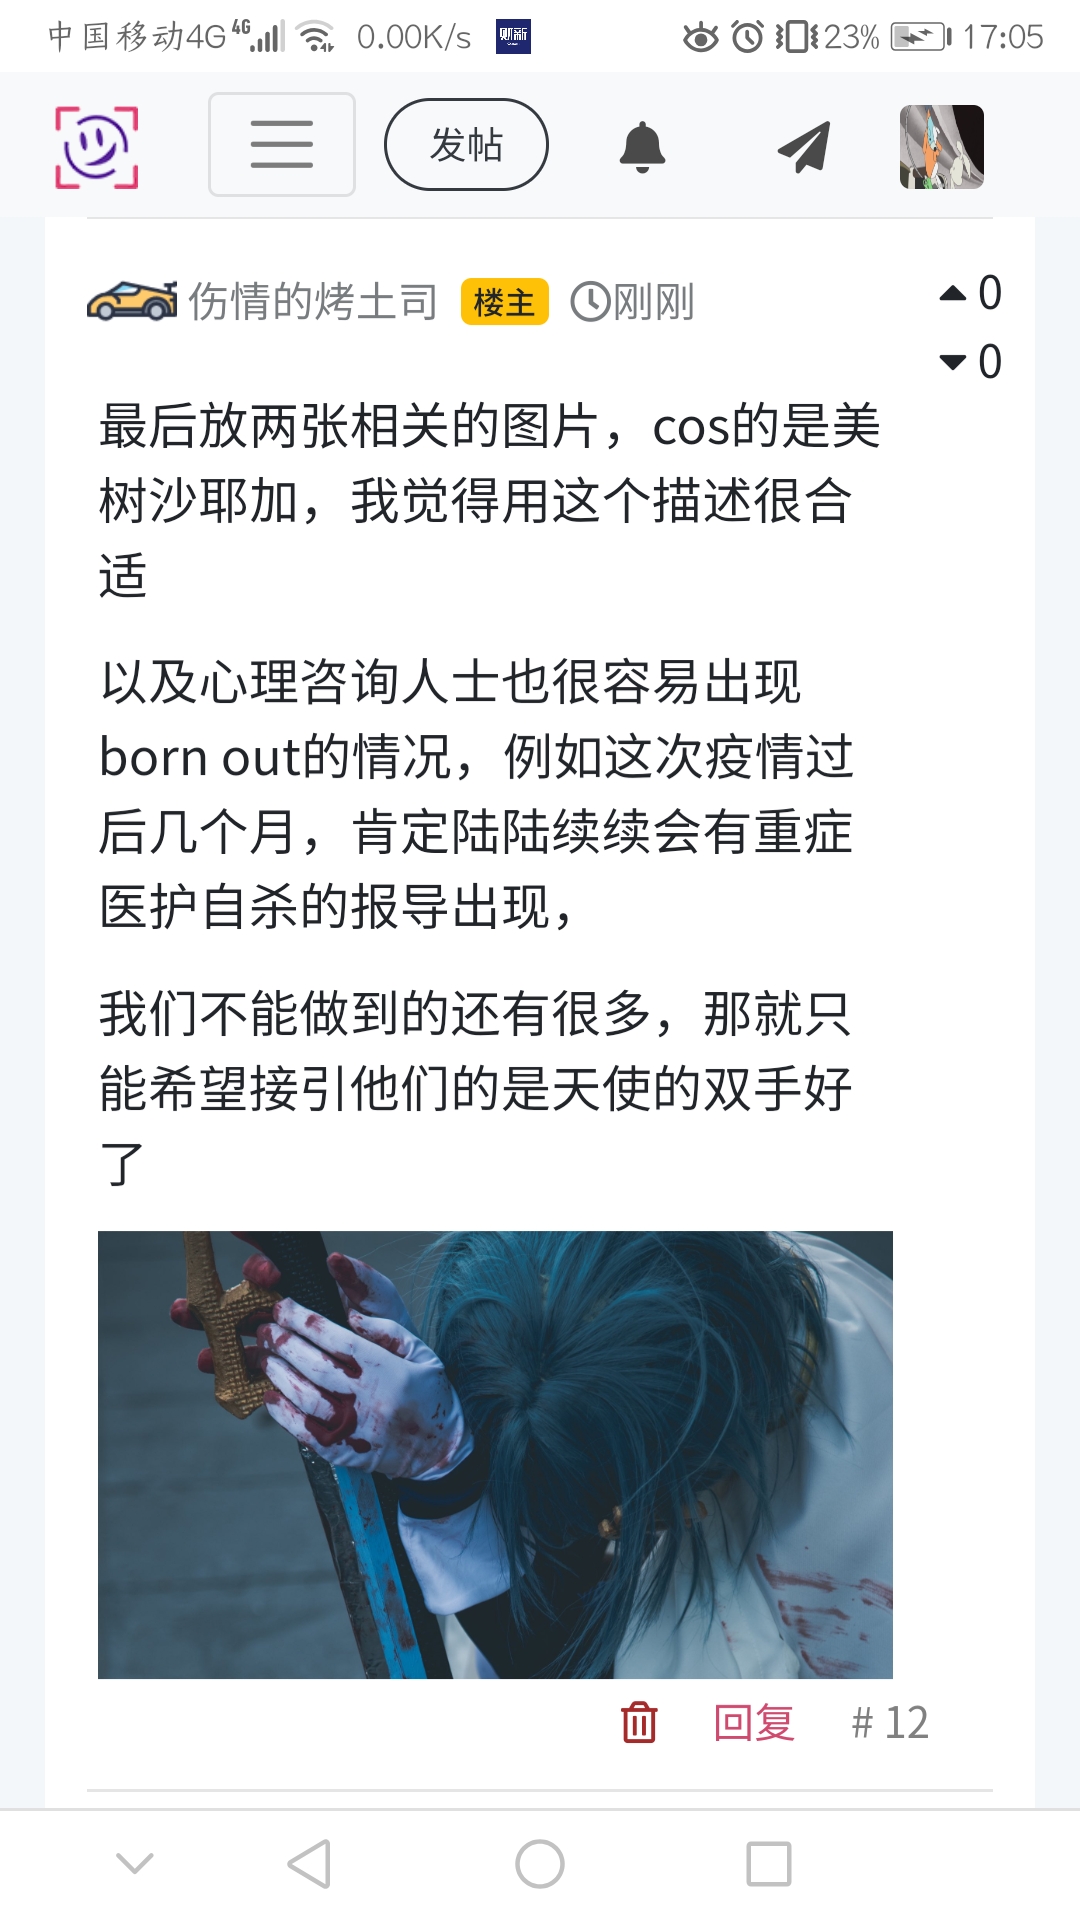 中国移动4G 4G 0.00K/s 财新 23% 17:05
发帖
伤情的烤土司 楼主 刚刚 0
0
最后放两张相关的图片，cos的是美
树沙耶加，我觉得用这个描述很合
适
以及心理咨询人士也很容易出现
born out的情况，例如这次疫情过
后几个月，肯定陆陆续续会有重症
医护自杀的报导出现，
我们不能做到的还有很多，那就只
能希望接引他们的是天使的双手好
了
回复 # 12